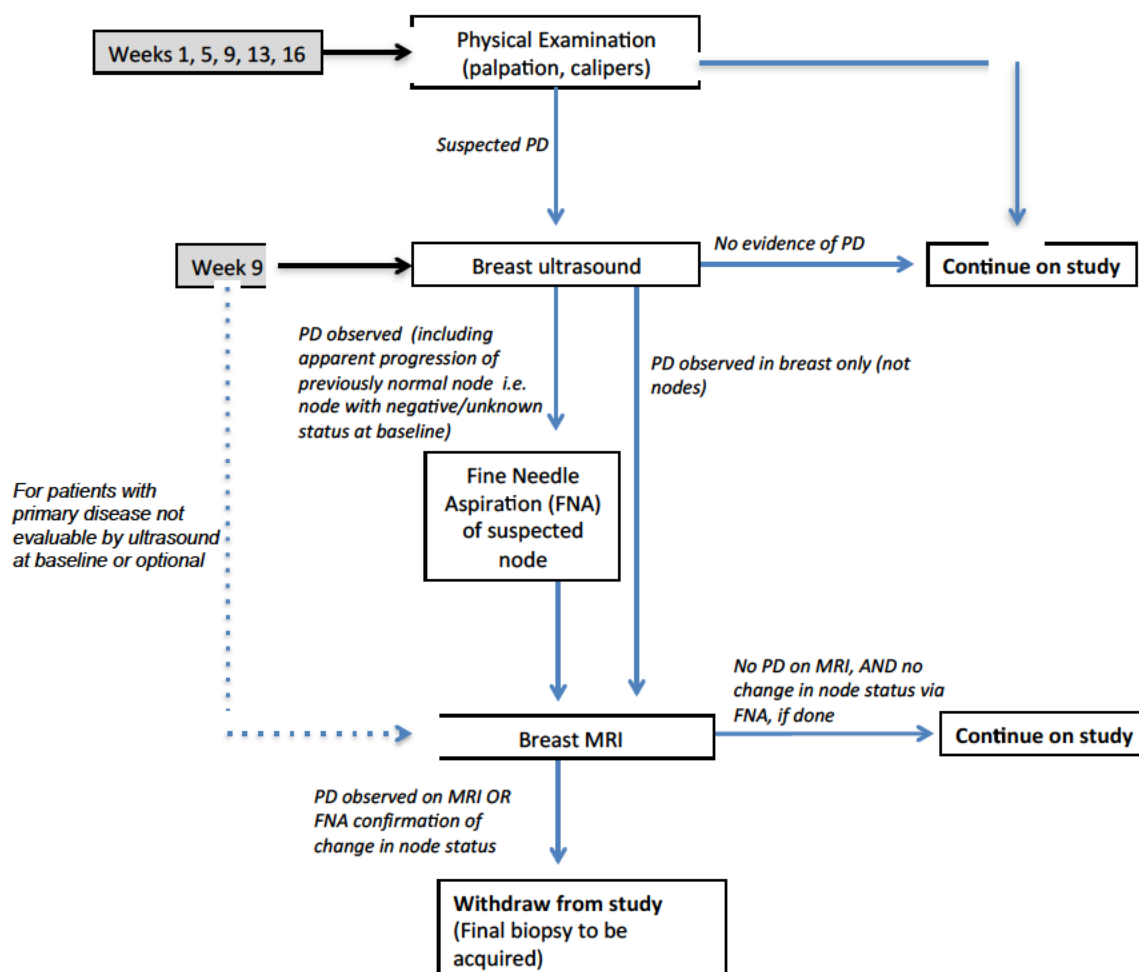 Weeks 1, 5, 9, 13, 16
Physical Examination
(palpation, calipers)
Suspected PD
Week 9
Breast ultrasound
No evidence of PD
Continue on study
PD observed (including
apparent progression of
previously normal node i.e.
node with negative/unknown
status at baseline)
PD observed in breast only (not
nodes)
Fine Needle
Aspiration (FNA)
of suspected
node
For patients with
primary disease not
evaluable by ultrasound
at baseline or optional
No PD on MRI, AND no
change in node status via
FNA, if done
Breast MRI
Continue on study
PD observed on MRI OR
FNA confirmation of
change in node status
Withdraw from study
(Final biopsy to be
acquired)